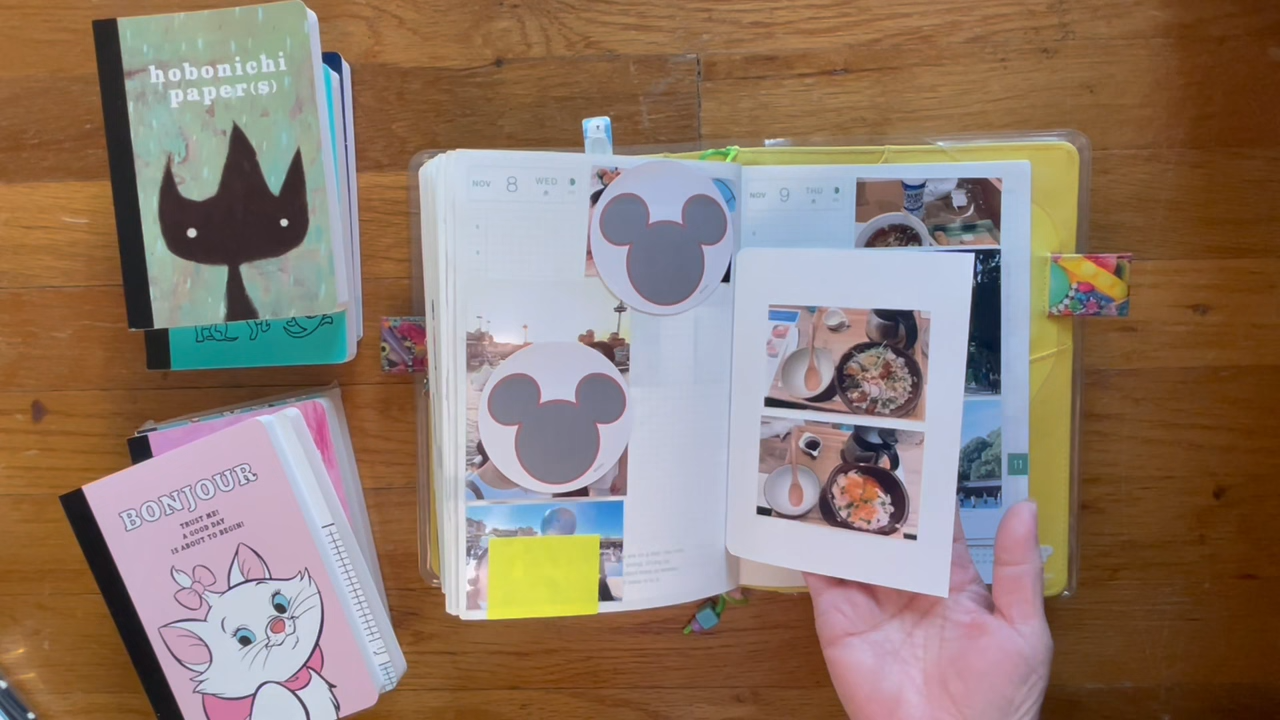 hobonichi
paper(s)
BONJOUR
TRUST ME!
A GOOD DAY
IS ABOUT TO BEGIN!
NOV 8 WED
NOV 9 THU
11